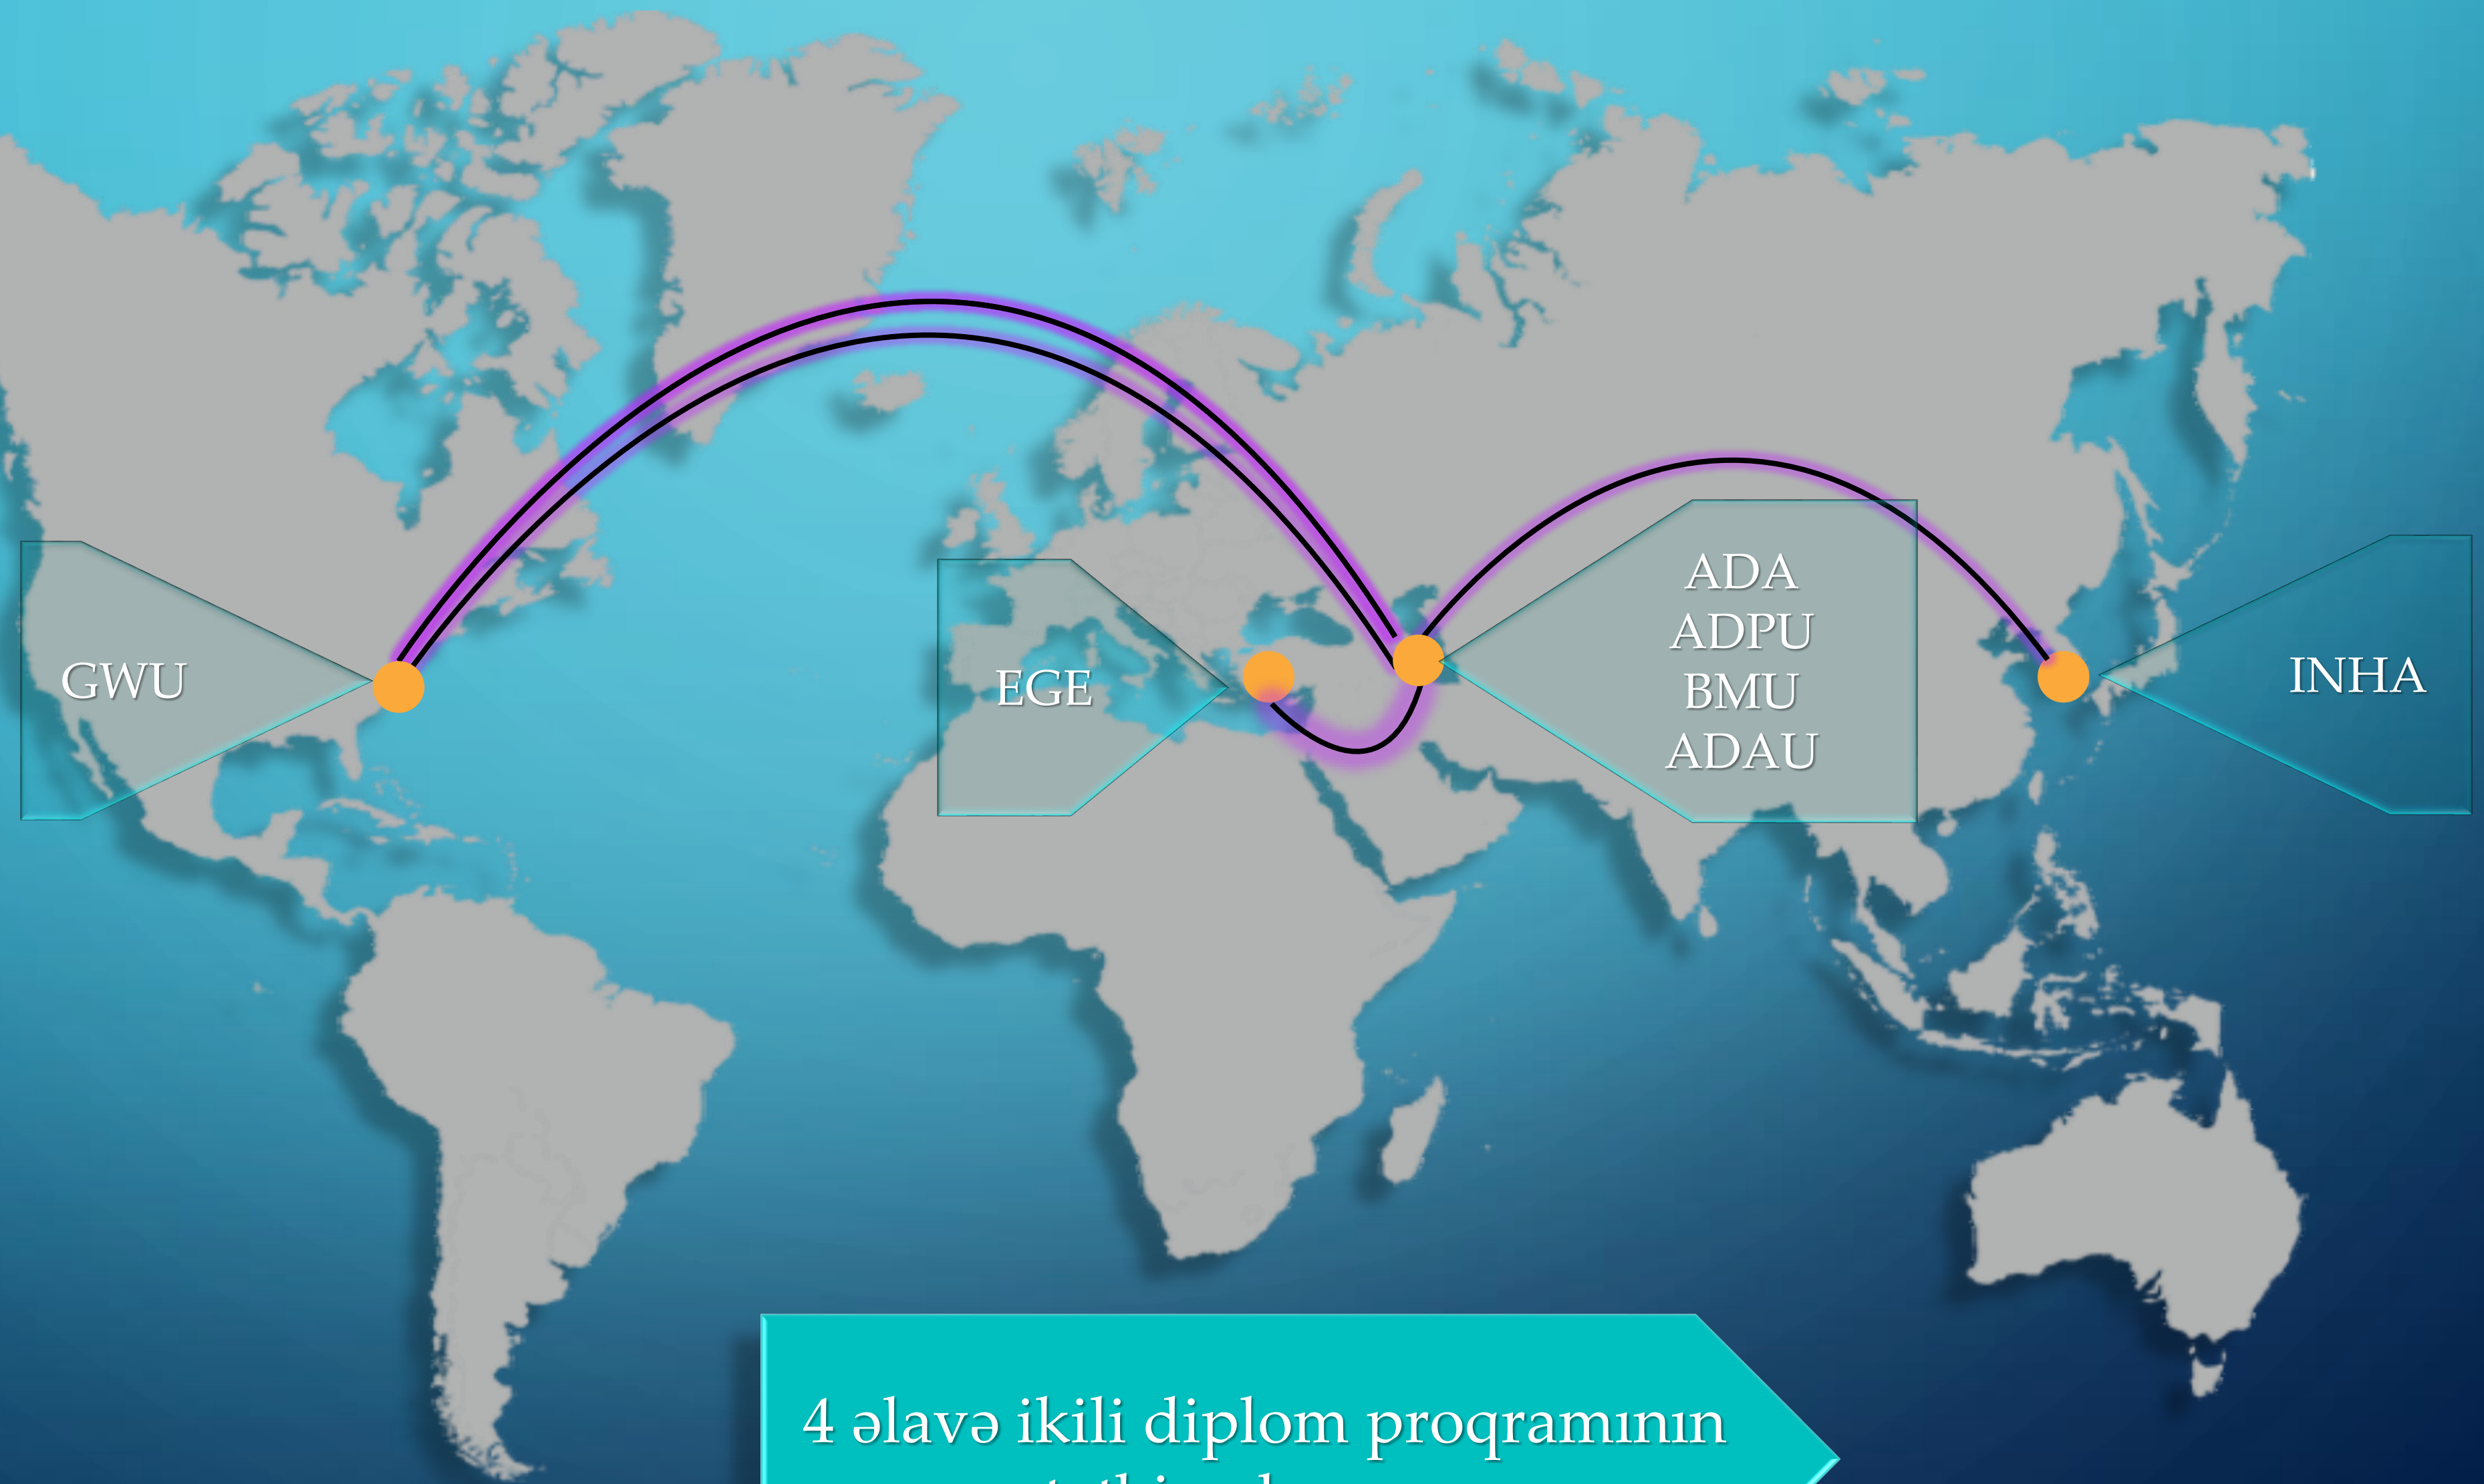 GWU
EGE
ADA
ADPU
BMU
ADAU
INHA
4 əlavə ikili diplom proqramının